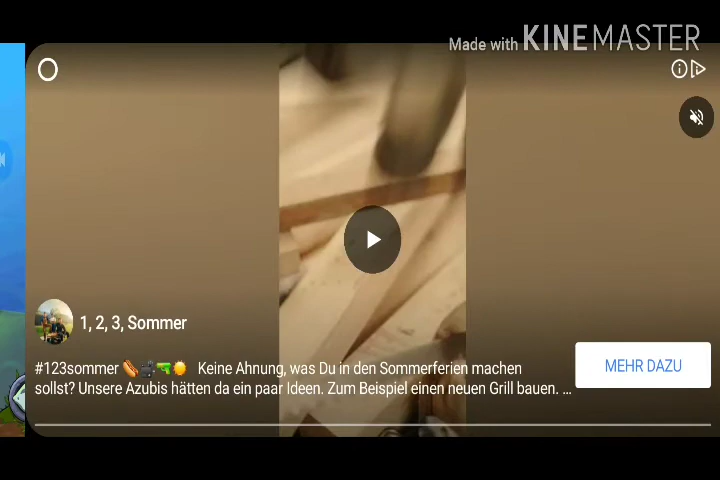 Made with KINEMASTER
1, 2, 3, Sommer
#123sommer 🌭🎥🔫☀️ Keine Ahnung, was Du in den Sommerferien machen
sollst? Unsere Azubis hätten da ein paar Ideen. Zum Beispiel einen neuen Grill bauen. ...
MEHR DAZU